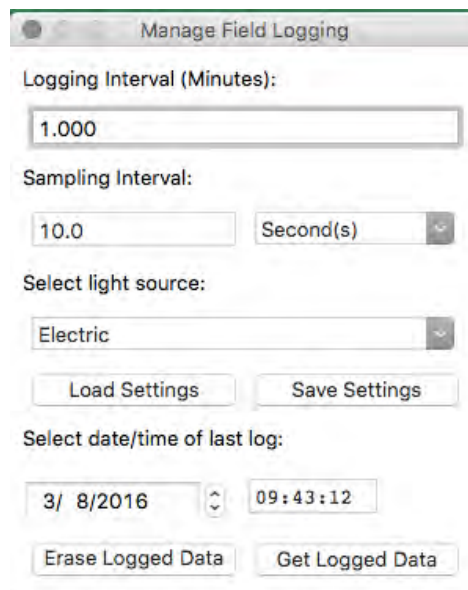 Manage Field Logging
Logging Interval (Minutes):
1.000
Sampling Interval:
10.0 Second(s)
Select light source:
Electric
Load Settings Save Settings
Select date/time of last log:
3/ 8/2016 09:43:12
Erase Logged Data Get Logged Data